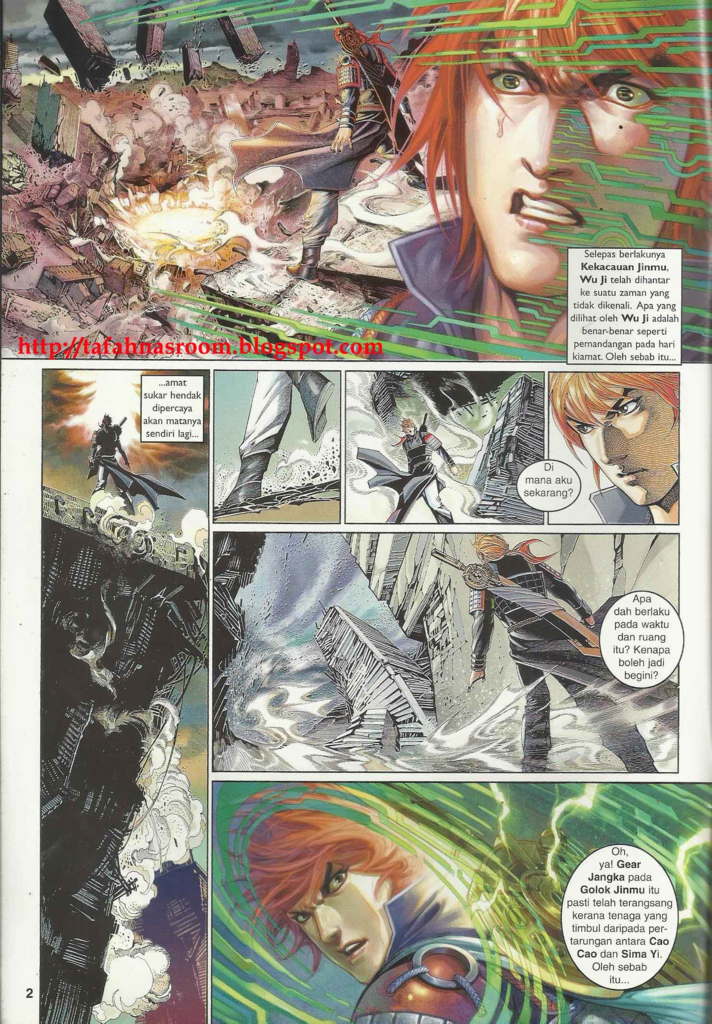 Selepas berlakunya
Kekacauan Jinmu,
Wu Ji telah dihantar
ke suatu zaman yang
tidak dikenali. Apa yang
dilihat oleh Wu Ji adalah
benar-benar seperti
pemandangan pada hari
kiamat. Oleh sebab itu...
http://tafahnasroom.blogspot.com
...amat
sukar hendak
dipercaya
akan matanya
sendiri lagi...
Di
mana aku
sekarang?
Apa
dah berlaku
pada waktu
dan ruang
itu? Kenapa
boleh jadi
begini?
Oh,
ya! Gear
Jangka pada
Golok Jinmu itu
pasti telah terangsang
kerana tenaga yang
timbul daripada per-
tarungan antara Cao
Cao dan Sima Yi.
Oleh sebab
itu...
2